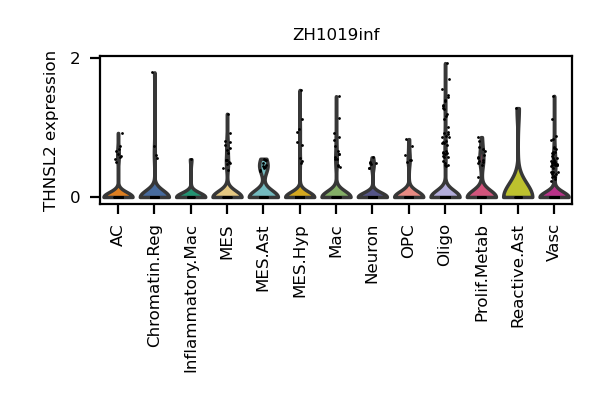 ZH1019inf
THNSL2 expression
2
0
AC
Chromatin.Reg
Inflammatory.Mac
MES
MES.Ast
MES.Hyp
Mac
Neuron
OPC
Oligo
Prolif.Metab
Reactive.Ast
Vasc